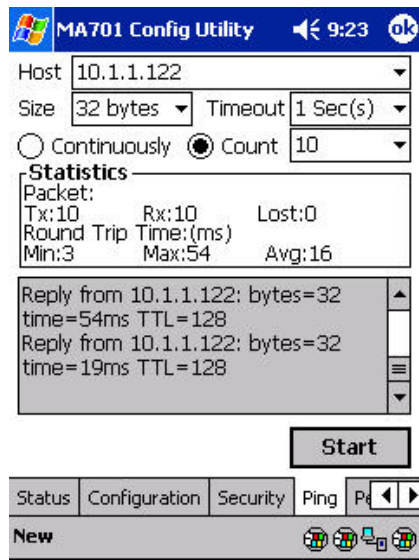 MA701 Config Utility 9:23 ok
Host 10.1.1.122
Size 32 bytes Timeout 1 Sec(s)
Continuously Count 10
Statistics
Packet:
Tx:10 Rx:10 Lost:0
Round Trip Time:(ms)
Min:3 Max:54 Avg:16
Reply from 10.1.1.122: bytes=32
time=54ms TTL=128
Reply from 10.1.1.122: bytes=32
time=19ms TTL=128
Start
Status Configuration Security Ping
New